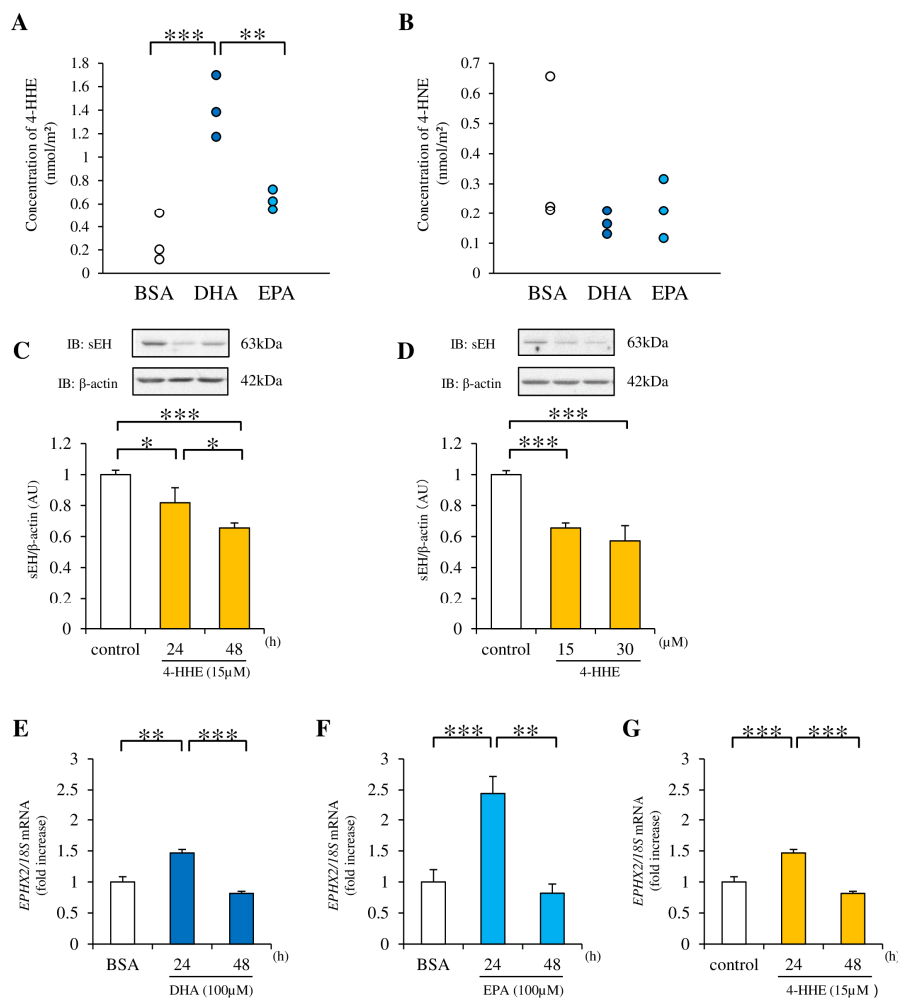 A
B
*** **
Concentration of 4-HHE
(nmol/m²)
1.8
1.6
1.4
1.2
1
0.8
0.6
0.4
0.2
0
BSA DHA EPA
Concentration of 4-HNE
(nmol/m²)
0.7
0.6
0.5
0.4
0.3
0.2
0.1
0
BSA DHA EPA
C
IB: sEH 63kDa
IB: β-actin 42kDa
***
* *
sEH/β-actin (AU)
1.2
1
0.8
0.6
0.4
0.2
0
control 24 48 (h)
4-HHE (15µM)
D
IB: sEH 63kDa
IB: β-actin 42kDa
***
***
sEH/β-actin (AU)
1.2
1
0.8
0.6
0.4
0.2
0
control 15 30 (µM)
4-HHE
E
** ***
EPHX2/18S mRNA
(fold increase)
3
2.5
2
1.5
1
0.5
0
BSA 24 48 (h)
DHA (100µM)
F
*** **
EPHX2/18S mRNA
(fold increase)
3
2.5
2
1.5
1
0.5
0
BSA 24 48 (h)
EPA (100µM)
G
*** ***
EPHX2/18S mRNA
(fold increase)
3
2.5
2
1.5
1
0.5
0
control 24 48 (h)
4-HHE (15µM )